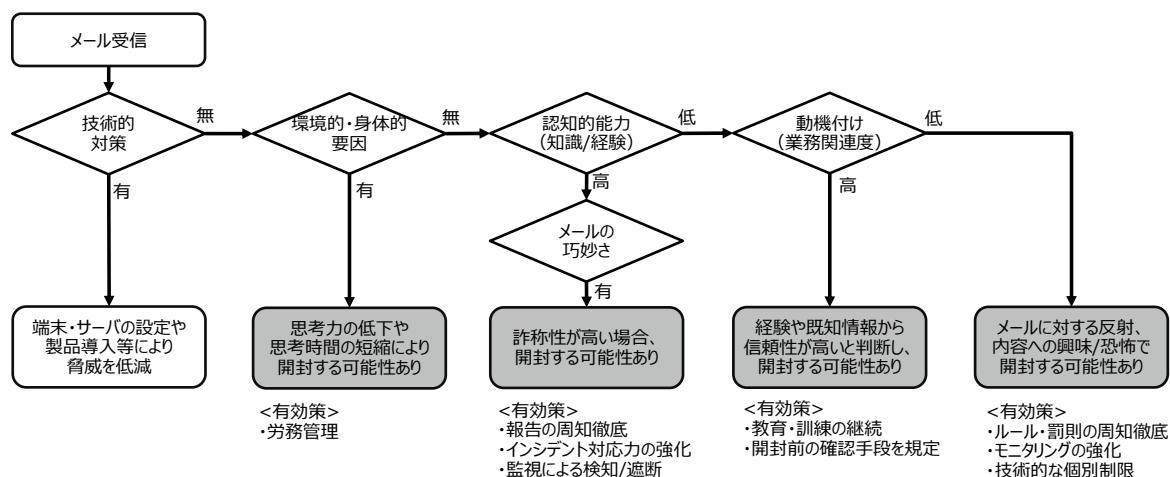 メール受信
技術的
対策
無
有
環境的・身体的
要因
無
有
認知的能力
（知識/経験）
低
高
メールの
巧妙さ
有
動機付け
（業務関連度）
低
高
端末・サーバの設定や
製品導入等により
脅威を低減
思考力の低下や
思考時間の短縮により
開封する可能性あり
<有効策>
・労務管理
詐称性が高い場合、
開封する可能性あり
<有効策>
・報告の周知徹底
・インシデント対応力の強化
・監視による検知/遮断
経験や既知情報から
信頼性が高いと判断し、
開封する可能性あり
<有効策>
・教育・訓練の継続
・開封前の確認手段を規定
メールに対する反射、
内容への興味/恐怖で
開封する可能性あり
<有効策>
・ルール・罰則の周知徹底
・モニタリングの強化
・技術的な個別制限